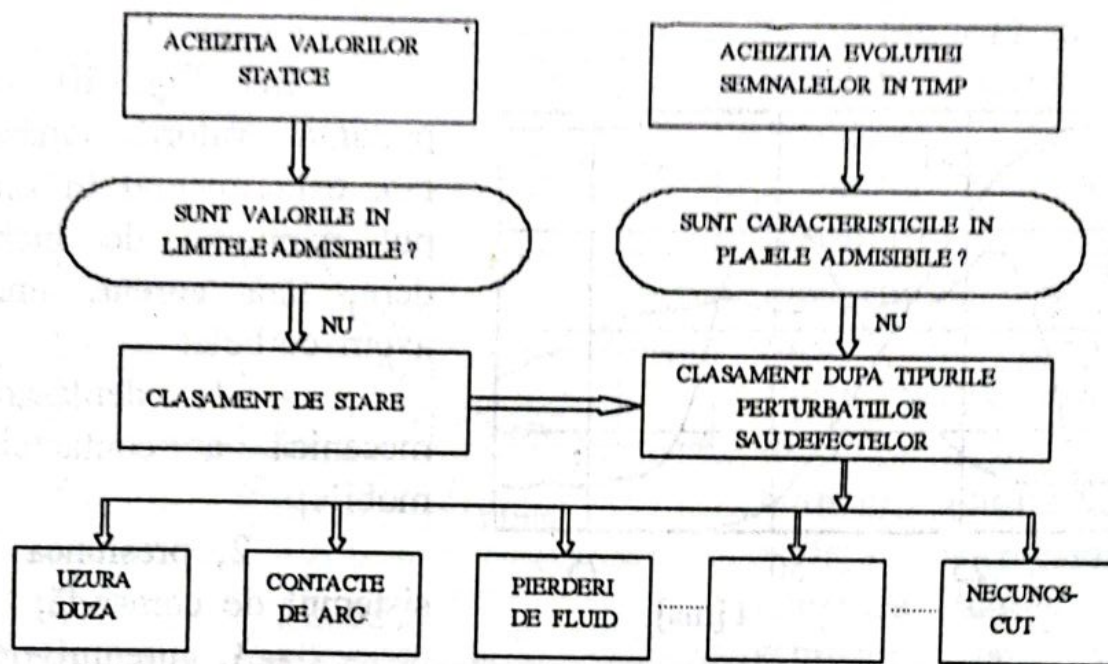 ACHIZITIA VALORILOR
STATICE
ACHIZITIA EVOLUTIEI
SEMNALELOR IN TIMP
SUNT VALORILE IN
LIMITELE ADMISIBILE ?
SUNT CARACTERISTICILE IN
PLAJELE ADMISIBILE ?
NU
NU
CLASAMENT DE STARE
CLASAMENT DUPA TIPURILE
PERTURBATIILOR
SAU DEFECTELOR
UZURA
DUZA
CONTACTE
DE ARC
PIERDERI
DE FLUID
NECUNOS-
CUT